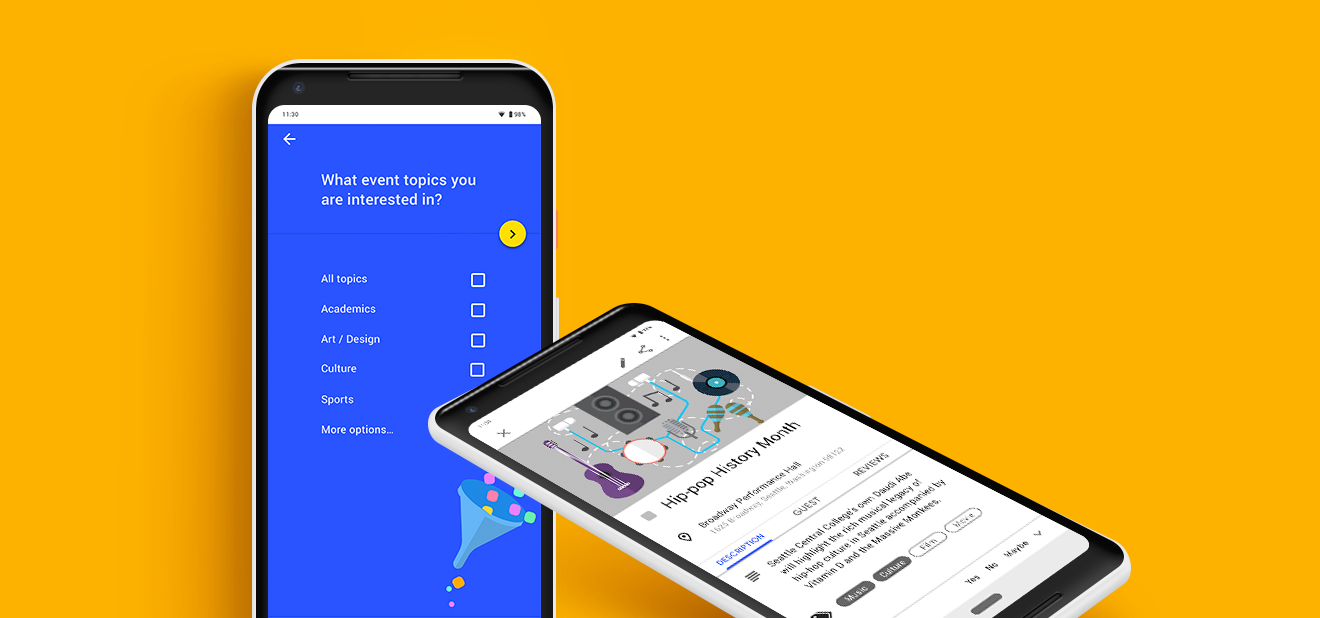 11:30
98%
What event topics you
are interested in?
All topics
Academics
Art / Design
Culture
Sports
More options...
11:30
77%
Hip-pop History Month
Broadway Performance Hall
1625 Broadway, Seattle, Washington
DESCRIPTION
GUEST
REVIEWS
Seattle Central College's own Daudi Abe
will highlight the rich musical legacy of
hip-hop culture in Seattle accompanied by
Vitamin D and the Massive Monkees.
Music
Culture
Film
Movie
Yes
No
Maybe